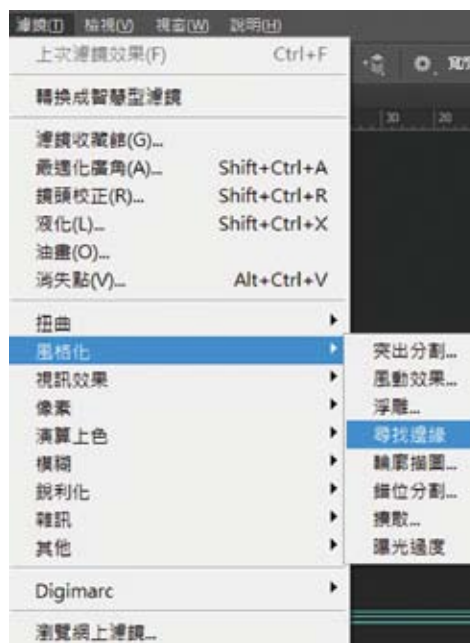 濾鏡(T) 檢視(V) 視窗(W) 說明(H)
上次濾鏡效果(F) Ctrl+F
轉換成智慧型濾鏡
30 20
濾鏡收藏館(G)...
最適化廣角(A)... Shift+Ctrl+A
鏡頭校正(R)... Shift+Ctrl+R
液化(L)... Shift+Ctrl+X
油畫(O)...
消失點(V)... Alt+Ctrl+V
扭曲
風格化
視訊效果
像素
演算上色
模糊
銳利化
雜訊
其他
Digimarc
瀏覽網上濾鏡...
突出分割...
風動效果...
浮雕...
尋找邊緣
輪廓描圖...
錯位分割...
擴散...
曝光過度